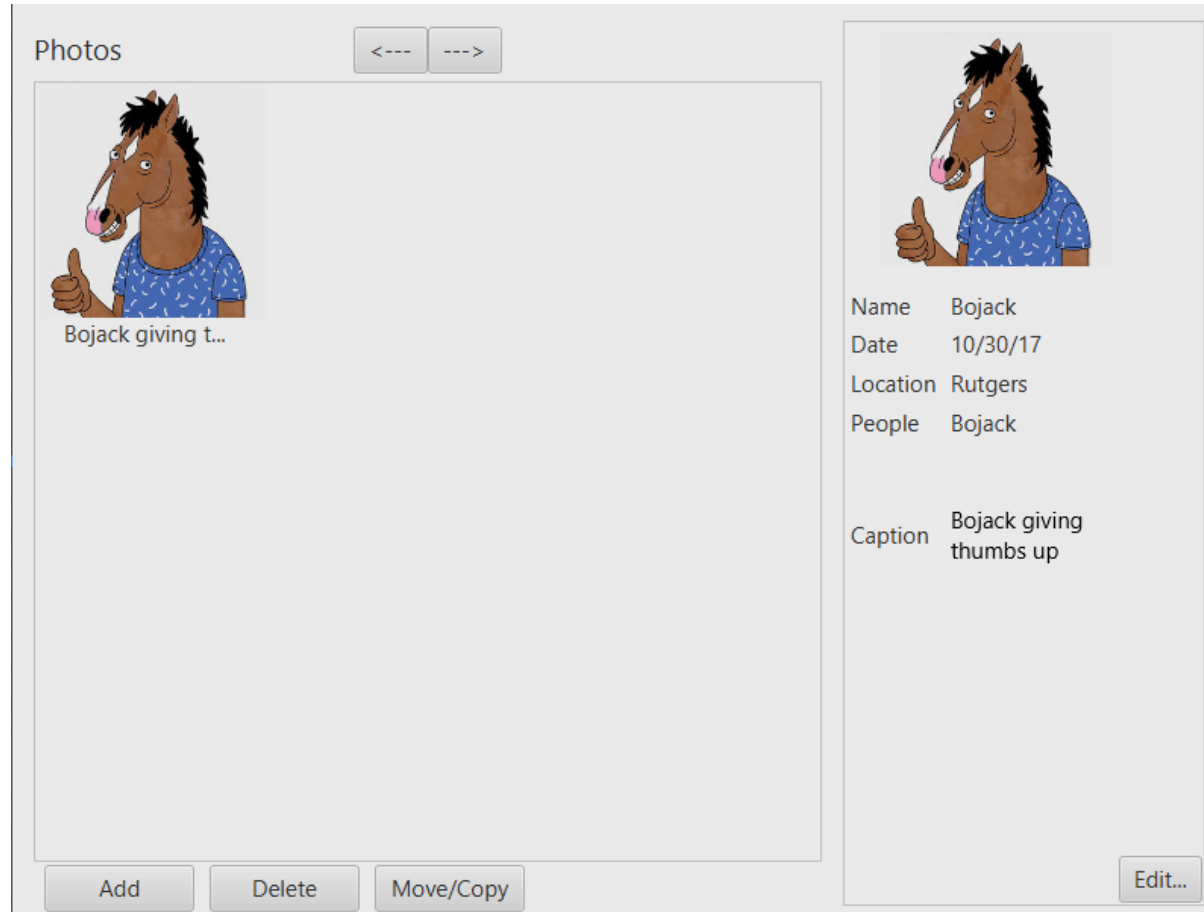 Photos
<--- --->
Bojack giving t...
Add Delete Move/Copy
Name Bojack
Date 10/30/17
Location Rutgers
People Bojack
Caption Bojack giving
thumbs up
Edit...